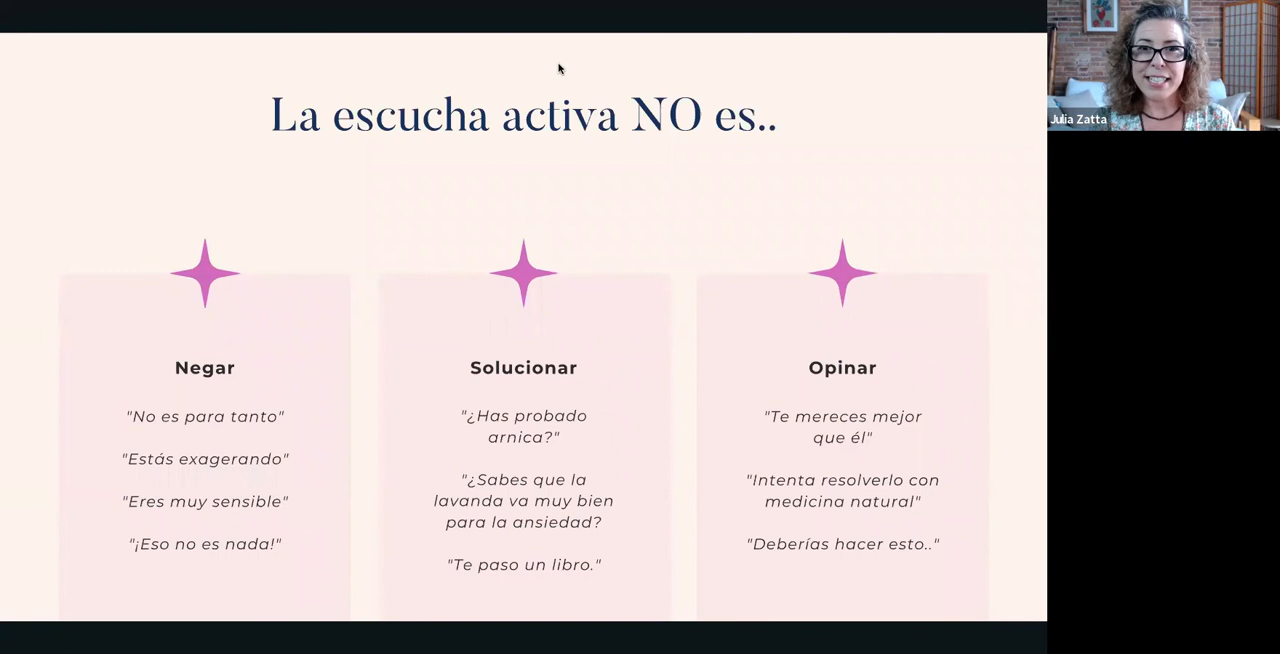 La escucha activa NO es..
Julia Zatta
Negar
"No es para tanto"
"Estás exagerando"
"Eres muy sensible"
"¡Eso no es nada!"
Solucionar
"¿Has probado
arnica?"
"¿Sabes que la
lavanda va muy bien
para la ansiedad?
"Te paso un libro."
Opinar
"Te mereces mejor
que él"
"Intenta resolverlo con
medicina natural"
"Deberías hacer esto.."